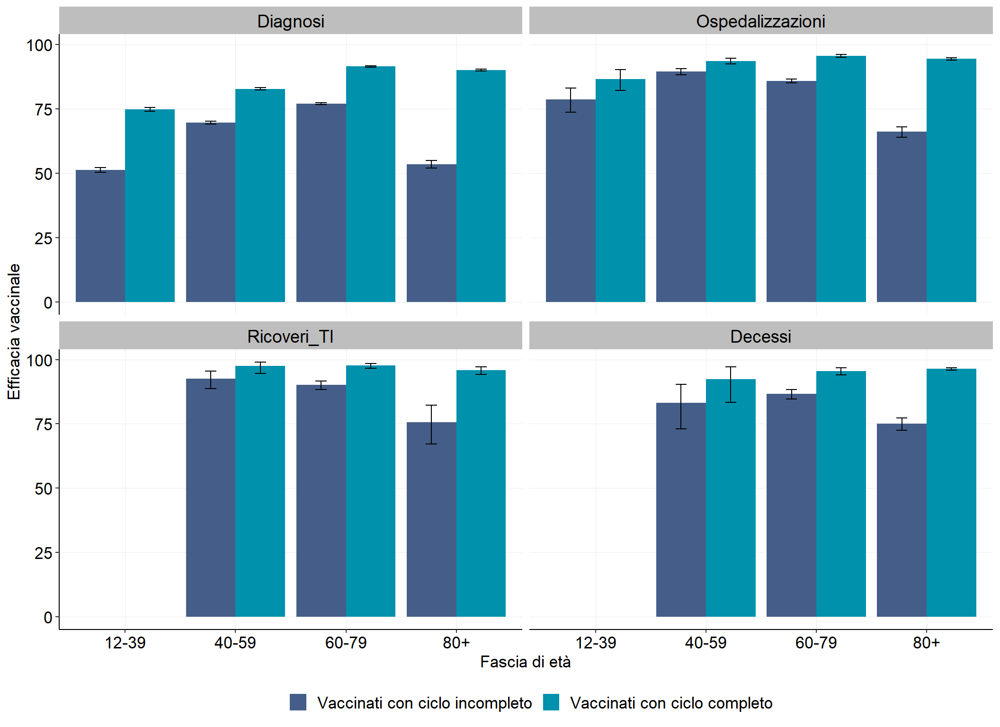 Diagnosi
Ospedalizzazioni
100
75
50
25
0
Efficacia vaccinale
Ricoveri_TI
Decessi
100
75
50
25
0
12-39
40-59
60-79
80+
12-39
40-59
60-79
80+
Fascia di età
Vaccinati con ciclo incompleto
Vaccinati con ciclo completo